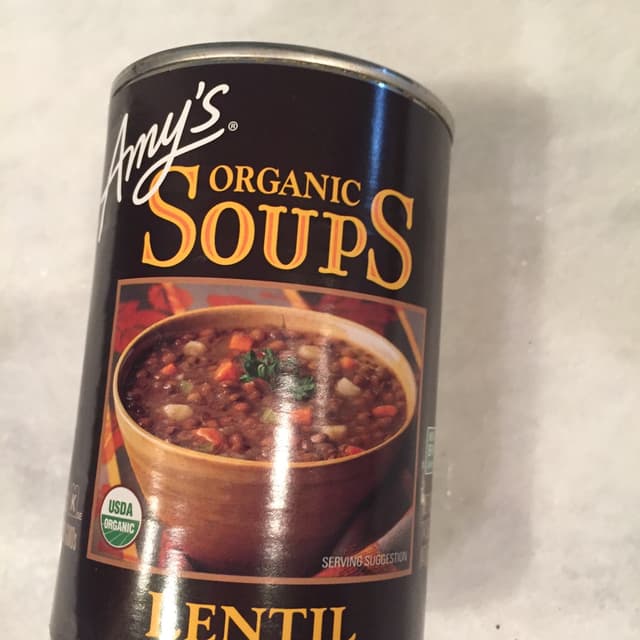 Amy's®
ORGANIC
SOUPS
USDA
ORGANIC
SERVING SUGGESTION
LENTIL